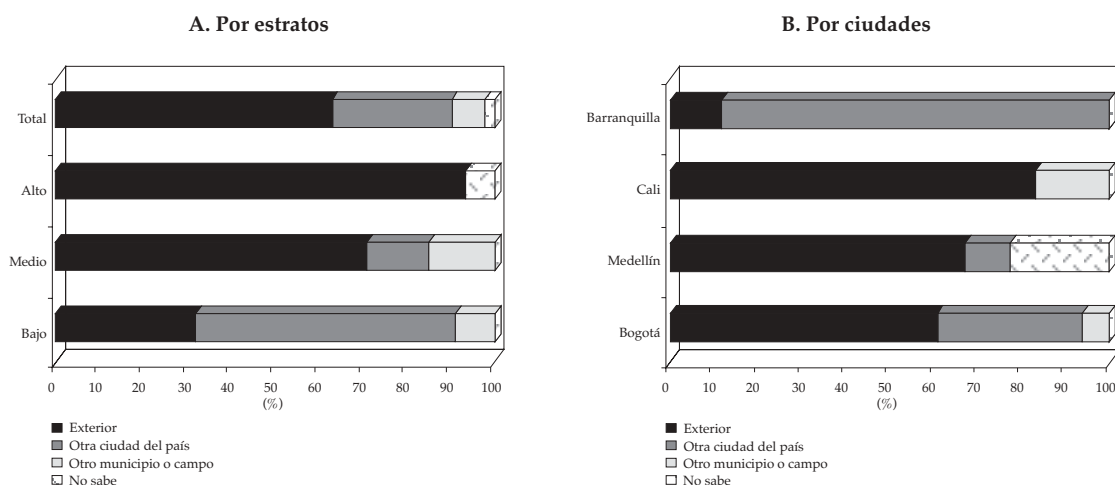 A. Por estratos
Total
Alto
Medio
Bajo
0 10 20 30 40 50 60 70 80 90 100
(%)
Exterior
Otra ciudad del país
Otro municipio o campo
No sabe
B. Por ciudades
Barranquilla
Cali
Medellín
Bogotá
0 10 20 30 40 50 60 70 80 90 100
(%)
Exterior
Otra ciudad del país
Otro municipio o campo
No sabe